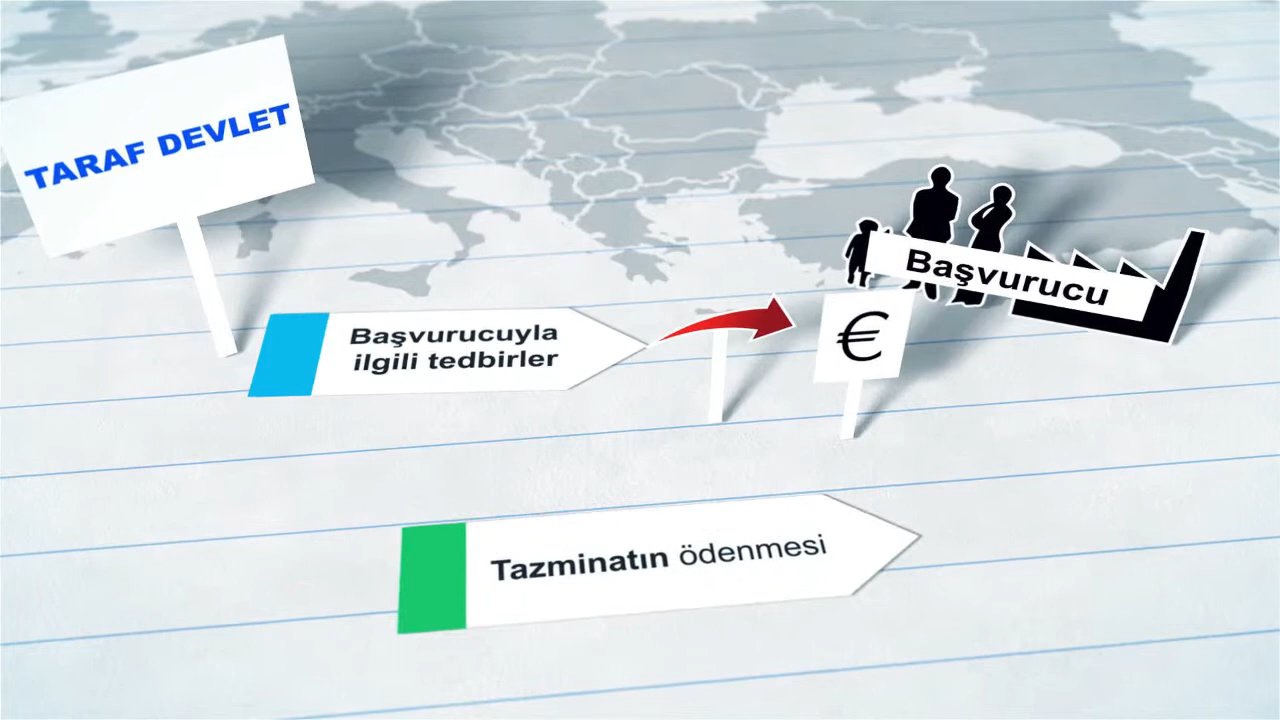 TARAF DEVLET
Başvurucu
Başvurucuyla
ilgili tedbirler
€
Tazminatın ödenmesi